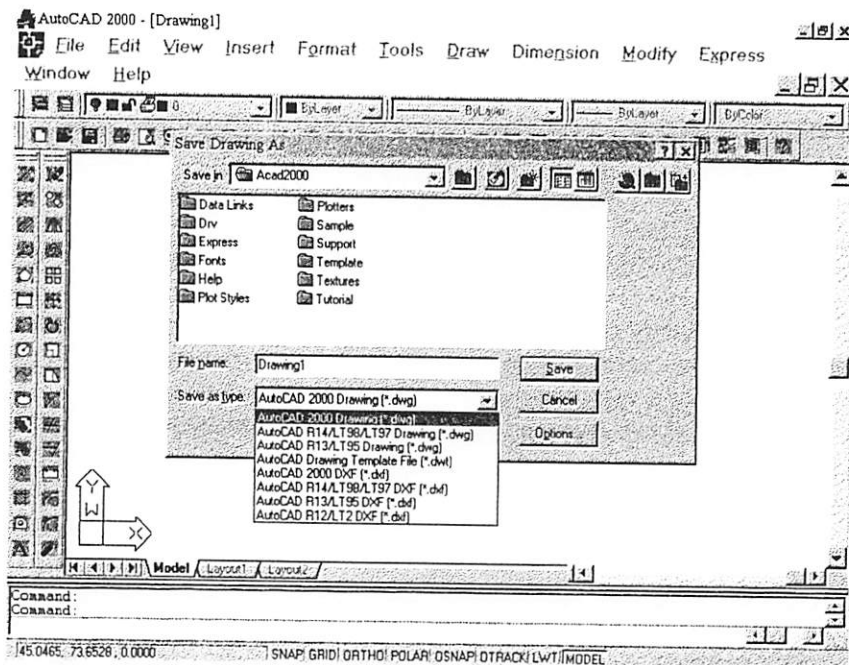 AutoCAD 2000 - [Drawing1]
File Edit View Insert Format Tools Draw Dimension Modify Express
Window Help
0 ByLayer ByLayer ByLayer ByColor
Save Drawing As
Save in Acad2000
Data Links Plotters
Drv Sample
Express Support
Fonts Template
Help Textures
Plot Styles Tutorial
File name: Drawing1 Save
Save as type: AutoCAD 2000 Drawing (*.dwg) Cancel
AutoCAD 2000 Drawing (*.dwg)
AutoCAD R14/LT98/LT97 Drawing (*.dwg)
AutoCAD R13/LT95 Drawing (*.dwg)
Options...
AutoCAD Drawing Template File (*.dwt)
AutoCAD 2000 DXF (*.dxf)
AutoCAD R14/LT98/LT97 DXF (*.dxf)
AutoCAD R13/LT95 DXF (*.dxf)
AutoCAD R12/LT2 DXF (*.dxf)
Y
W
X
A
Model Layout1 Layout2
Command:
Command:
45.0465, 73.6528, 0.0000 SNAP GRID ORTHO POLAR OSNAP OTRACK LWT MODEL